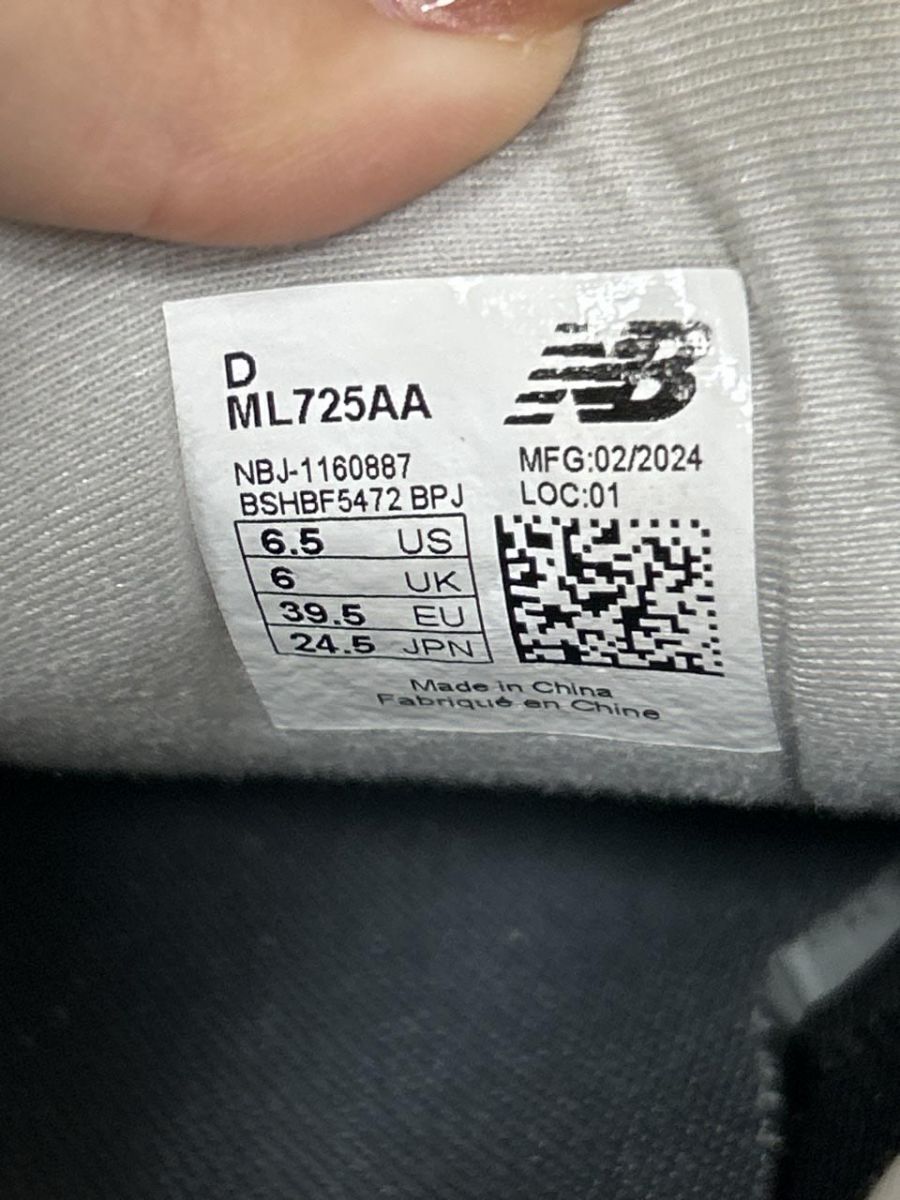 D
ML725AA
NB
NBJ-1160887
BSHBF5472 BPJ
MFG:02/2024
LOC:01
6.5 US
6 UK
39.5 EU
24.5 JPN
Made in China
Fabriqué en Chine